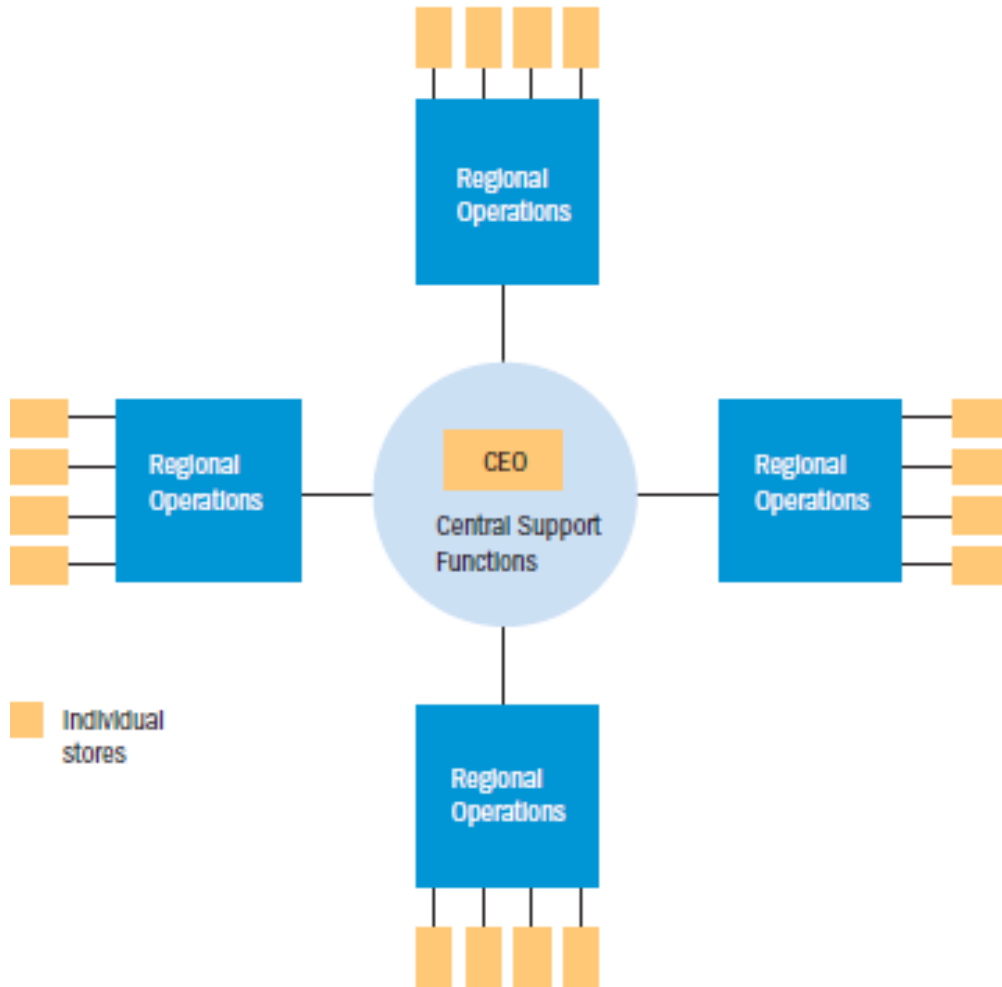 Regional
Operations
Regional
Operations
CEO
Central Support
Functions
Regional
Operations
Individual
stores
Regional
Operations